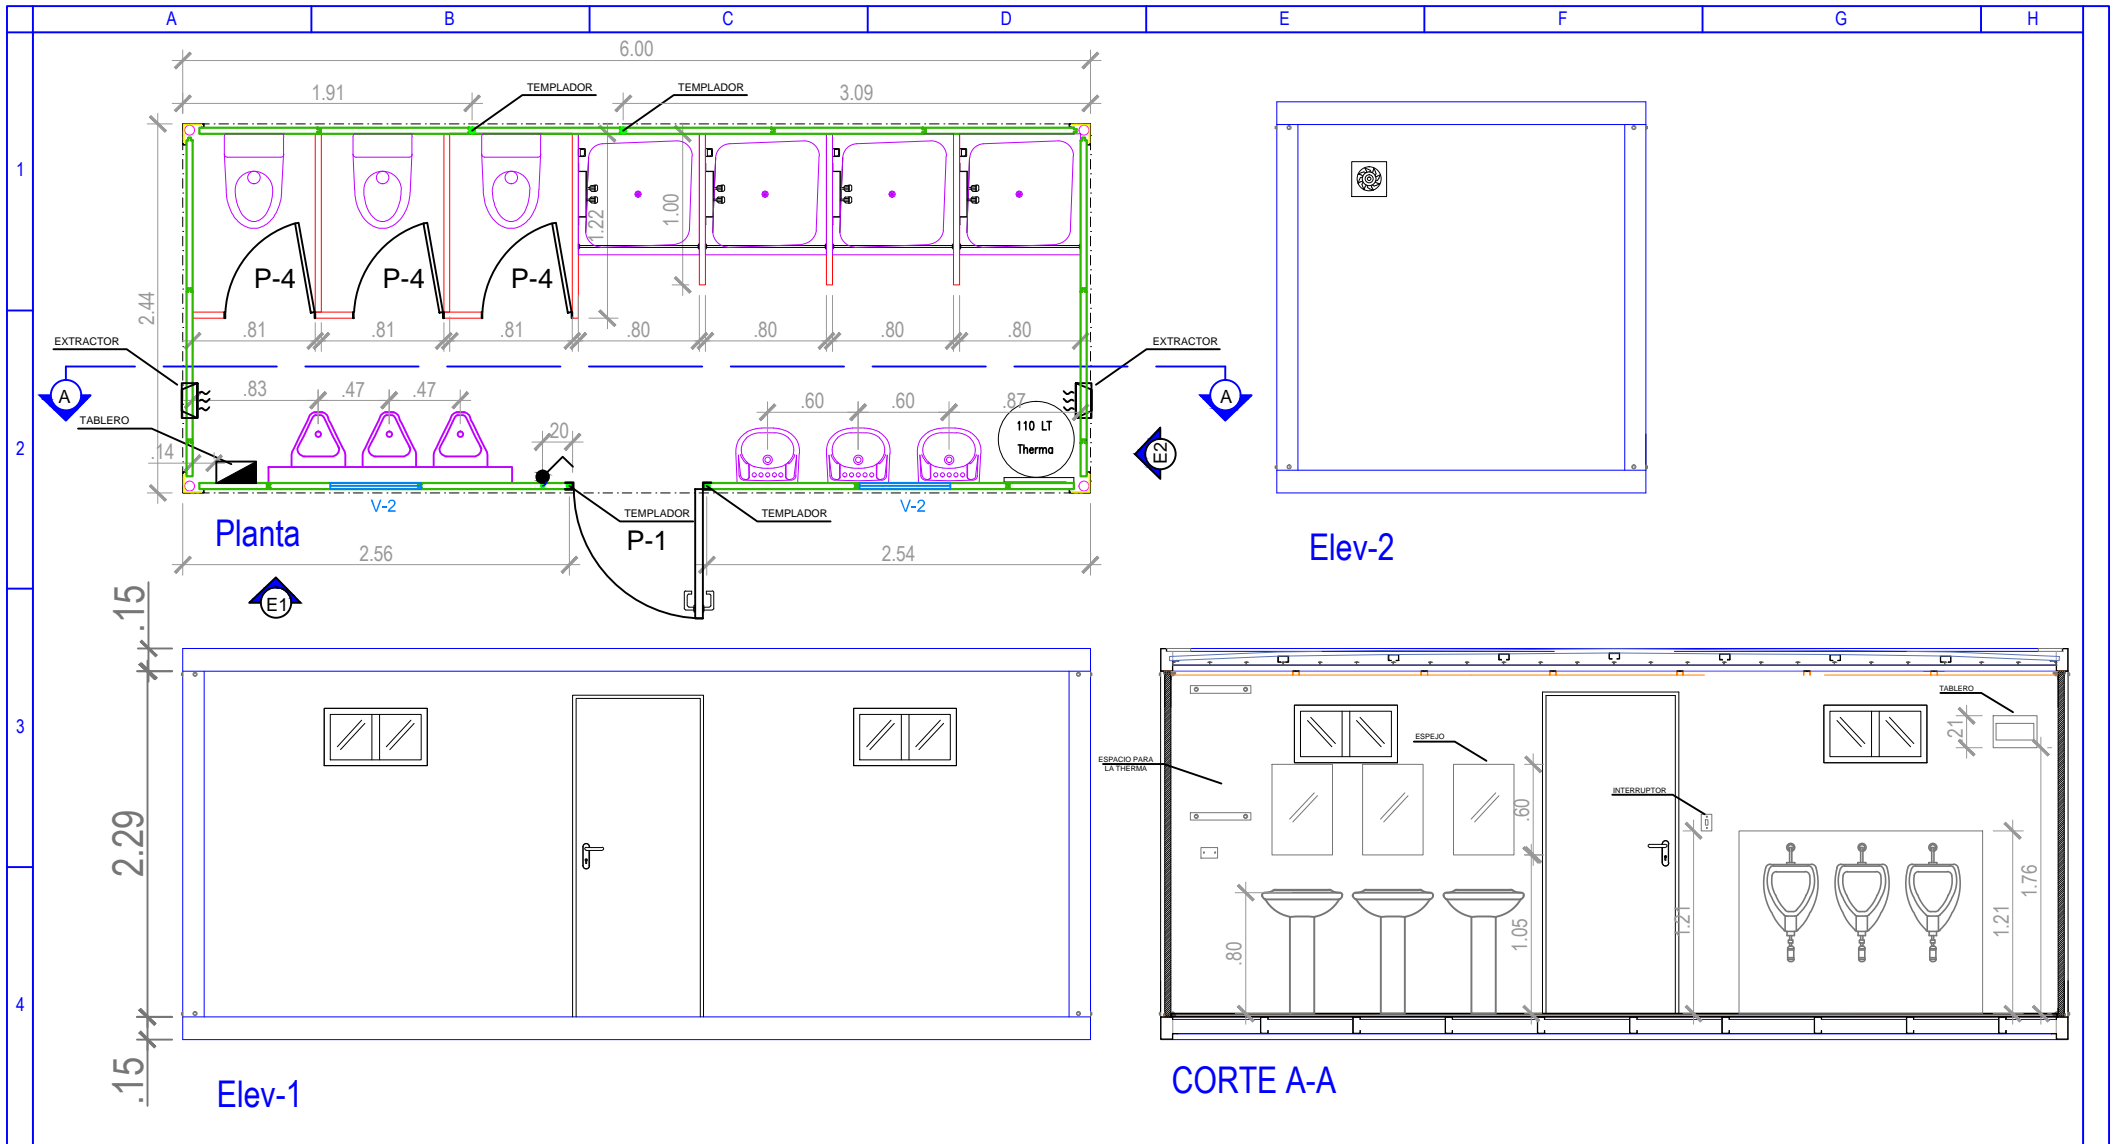 A B C D E F G H
1
2
3
4
6.00
1.91
TEMPLADOR
TEMPLADOR
3.09
2.44
1.22
1.00
P-4
P-4
P-4
.81
.81
.81
.80
.80
.80
.80
EXTRACTOR
EXTRACTOR
A
A
.83
.47
.47
.60
.60
.87
TABLERO
.14
.20
110 LT
Therma
E2
V-2
V-2
TEMPLADOR
TEMPLADOR
P-1
Planta
2.56
2.54
E1
Elev-2
.15
2.29
.15
Elev-1
TABLERO
.21
ESPEJO
ESPACIO PARA
LA THERMA
INTERRUPTOR
.60
.80
1.05
1.21
1.21
1.76
CORTE A-A